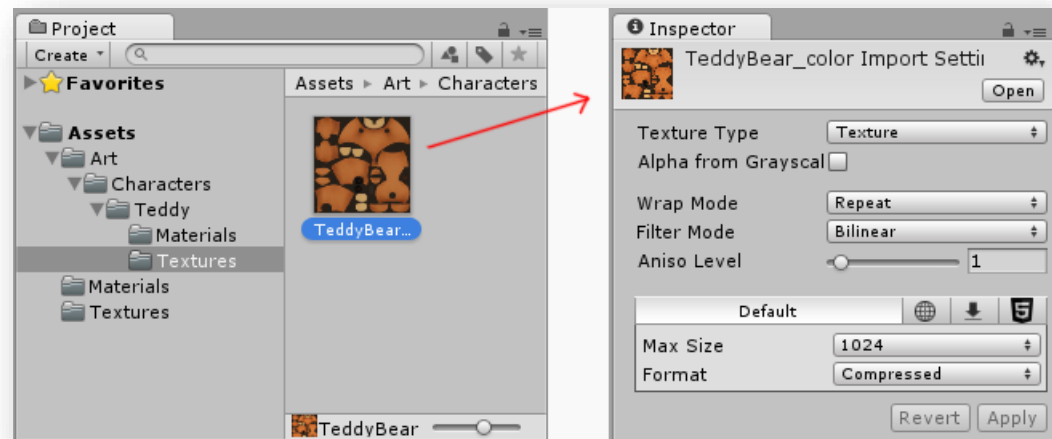 Project
Create
Favorites
Assets
Art
Characters
Teddy
Materials
Textures
Materials
Textures
Assets ▸ Art ▸ Characters
TeddyBear...
TeddyBear
Inspector
TeddyBear_color Import Settin
Open
Texture Type Texture
Alpha from Grayscal
Wrap Mode Repeat
Filter Mode Bilinear
Aniso Level 1
Default
Max Size 1024
Format Compressed
Revert Apply